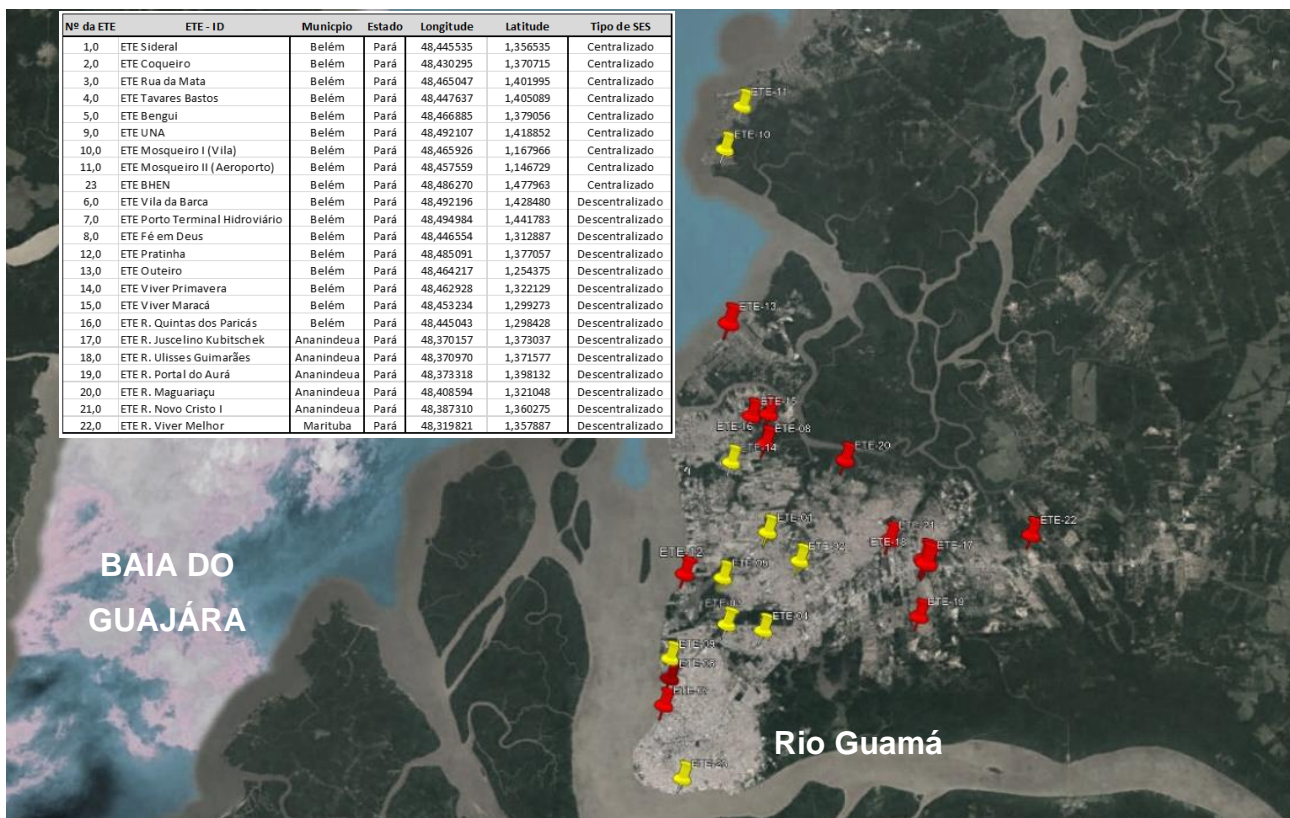 Nº da ETE ETE - ID Municpio Estado Longitude Latitude Tipo de SES
1,0 ETE Sideral Belém Pará 48,445535 1,356535 Centralizado
2,0 ETE Coqueiro Belém Pará 48,430295 1,370715 Centralizado
3,0 ETE Rua da Mata Belém Pará 48,465047 1,401995 Centralizado
4,0 ETE Tavares Bastos Belém Pará 48,447637 1,405089 Centralizado
5,0 ETE Bengui Belém Pará 48,466885 1,379056 Centralizado
9,0 ETE UNA Belém Pará 48,492107 1,418852 Centralizado
10,0 ETE Mosqueiro I (Vila) Belém Pará 48,465926 1,167966 Centralizado
11,0 ETE Mosqueiro II (Aeroporto) Belém Pará 48,457559 1,146729 Centralizado
23 ETE BHEN Belém Pará 48,486270 1,477963 Centralizado
6,0 ETE Vila da Barca Belém Pará 48,492196 1,428480 Descentralizado
7,0 ETE Porto Terminal Hidroviário Belém Pará 48,494984 1,441783 Descentralizado
8,0 ETE Fé em Deus Belém Pará 48,446554 1,312887 Descentralizado
12,0 ETE Pratinha Belém Pará 48,485091 1,377057 Descentralizado
13,0 ETE Outeiro Belém Pará 48,464217 1,254375 Descentralizado
14,0 ETE Viver Primavera Belém Pará 48,462928 1,322129 Descentralizado
15,0 ETE Viver Maracá Belém Pará 48,453234 1,299273 Descentralizado
16,0 ETE R. Quintas dos Paricás Belém Pará 48,445043 1,298428 Descentralizado
17,0 ETE R. Juscelino Kubitschek Ananindeua Pará 48,370157 1,373037 Descentralizado
18,0 ETE R. Ulisses Guimarães Ananindeua Pará 48,370970 1,371577 Descentralizado
19,0 ETE R. Portal do Aurá Ananindeua Pará 48,373318 1,398132 Descentralizado
20,0 ETE R. Maguariaçu Ananindeua Pará 48,408594 1,321048 Descentralizado
21,0 ETE R. Novo Cristo I Ananindeua Pará 48,387310 1,360275 Descentralizado
22,0 ETE R. Viver Melhor Marituba Pará 48,319821 1,357887 Descentralizado
ETE-11
ETE-10
ETE-13
ETE-15
ETE-16
ETE-08
ETE-14
ETE-20
ETE-01
ETE-21
ETE-22
ETE-18
ETE-17
ETE-12
ETE-19
ETE-04
ETE-09
ETE-23
BAIA DO
GUAJÁRA
Rio Guamá